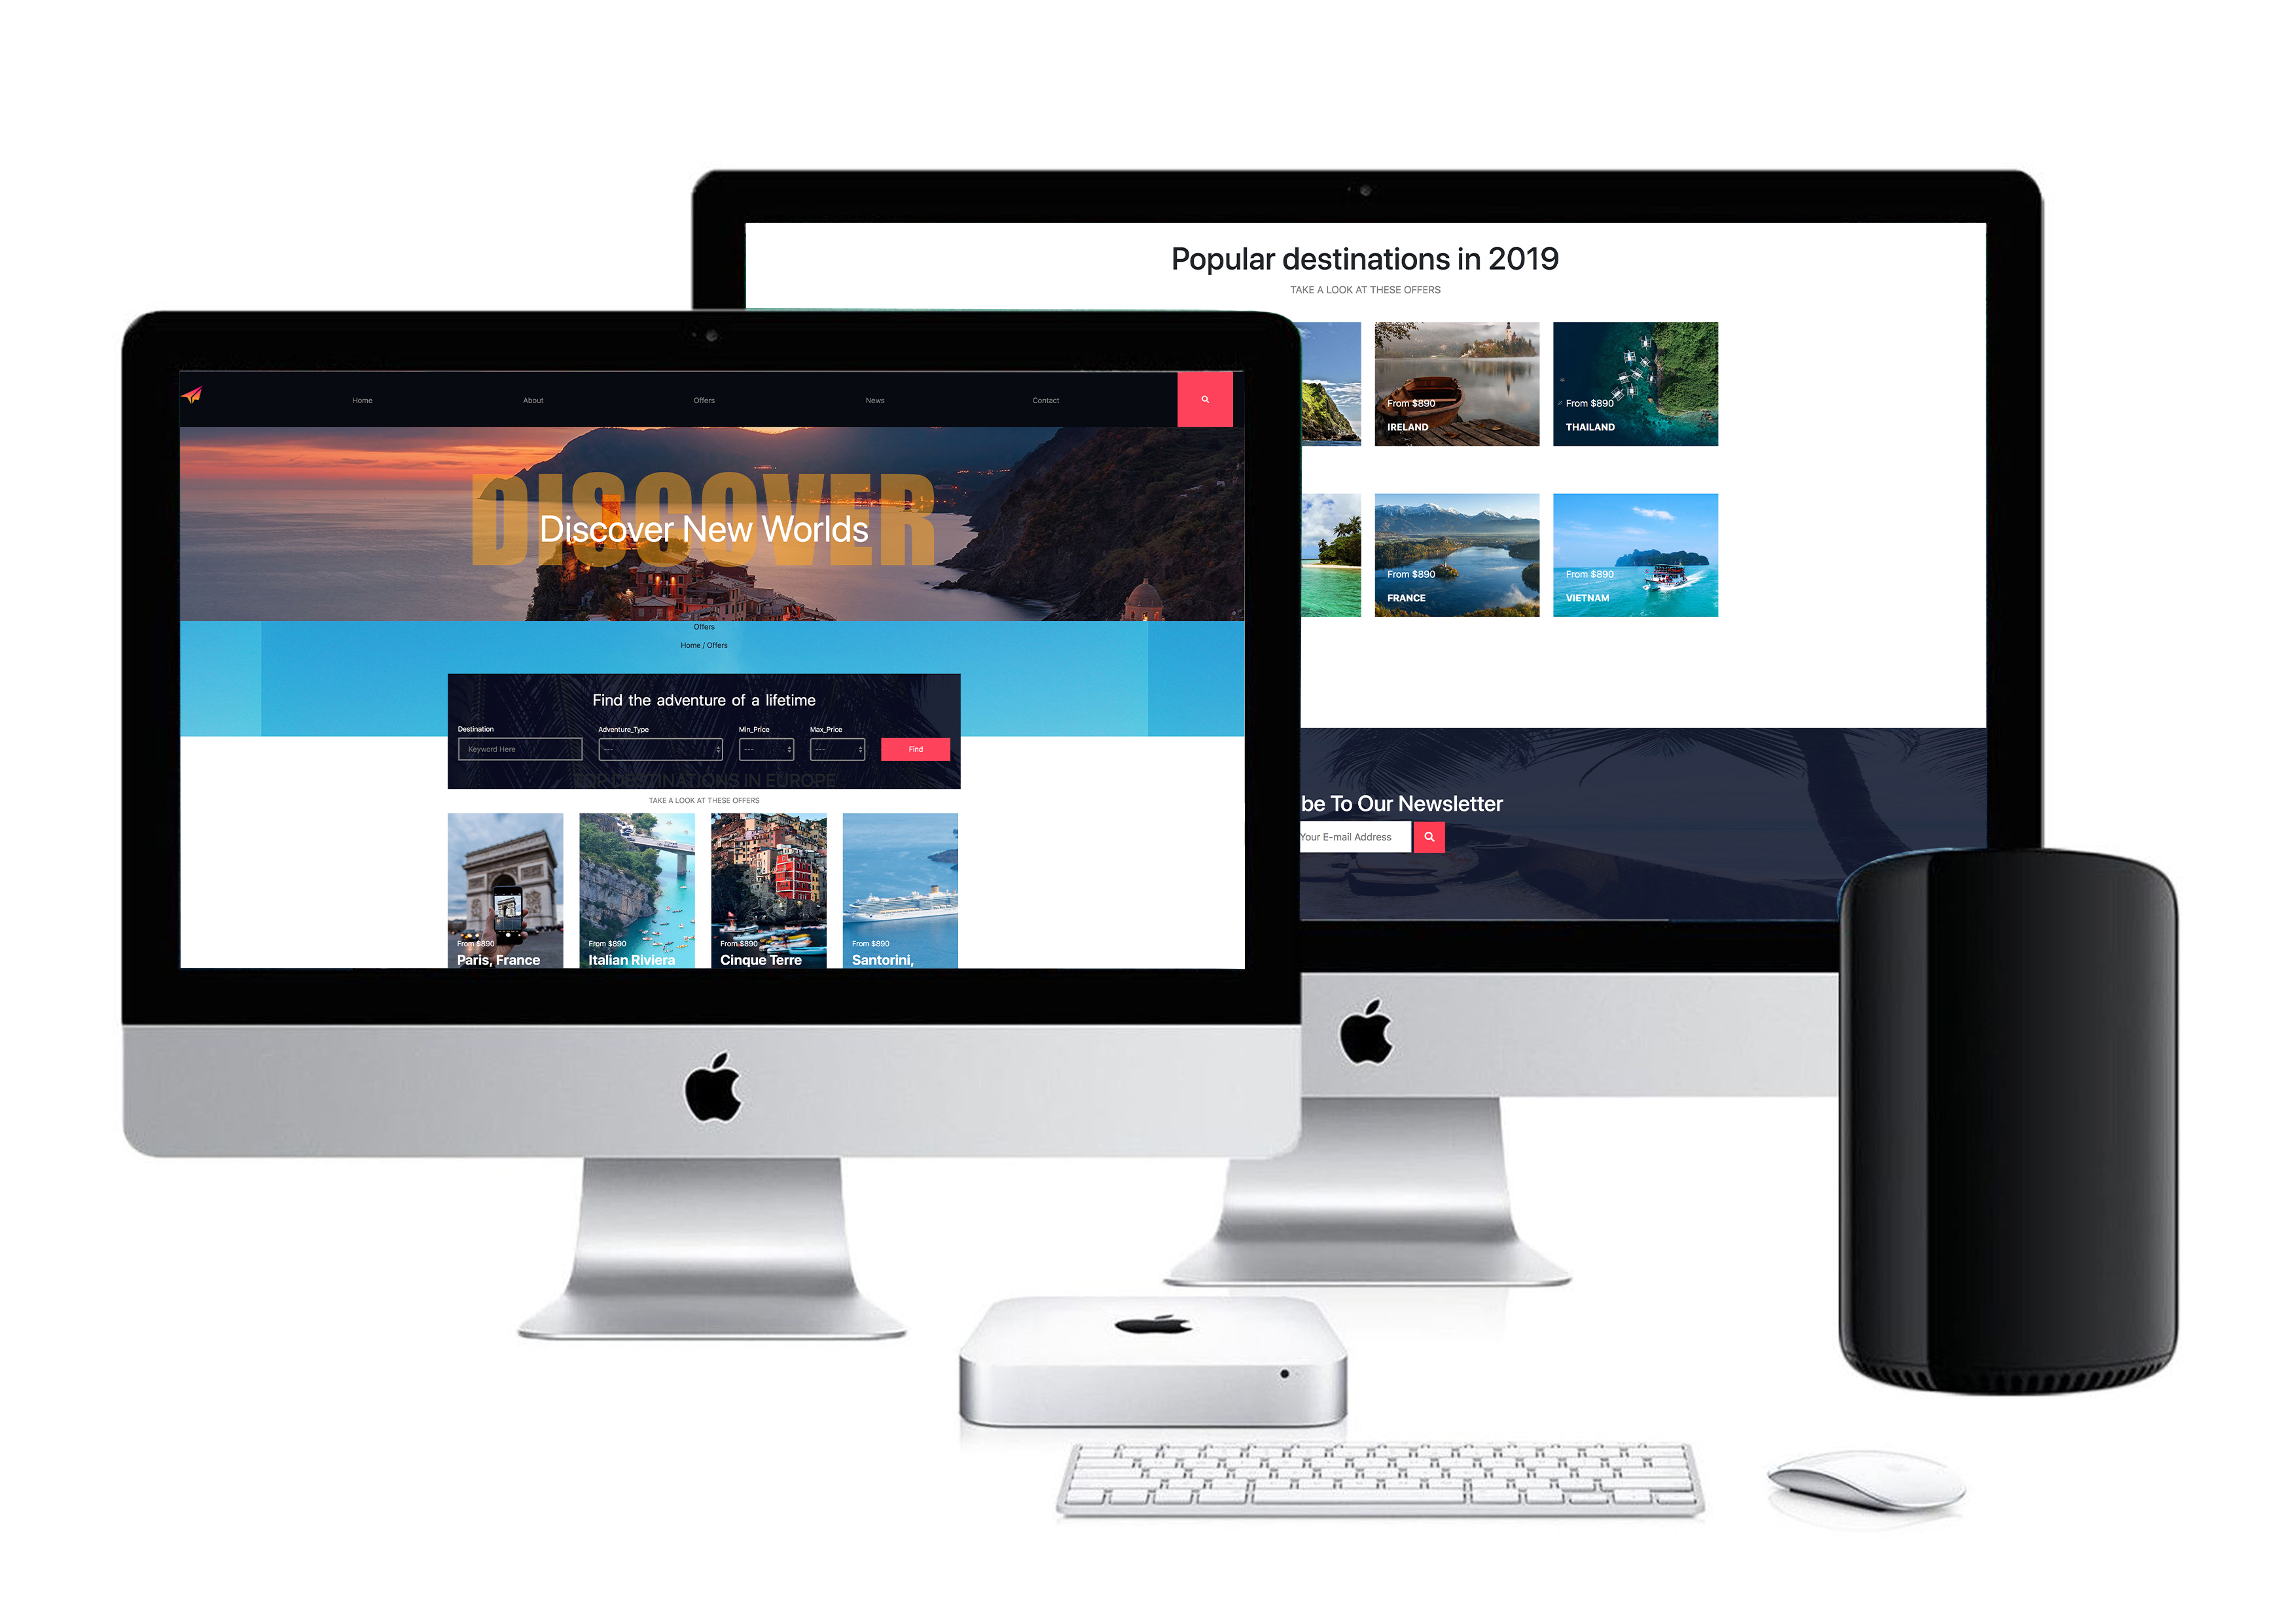 Popular destinations in 2019
TAKE A LOOK AT THESE OFFERS
From $890
IRELAND
From $890
THAILAND
From $890
FRANCE
From $890
VIETNAM
be To Our Newsletter
Your E-mail Address
Home
About
Offers
News
Contact
DISCOVER
Discover New Worlds
Offers
Home / Offers
Find the adventure of a lifetime
Destination
Adventure_Type
Min_Price
Max_Price
Keyword Here
---
---
---
Find
TOP DESTINATIONS IN EUROPE
TAKE A LOOK AT THESE OFFERS
From $890
Paris, France
From $890
Italian Riviera
From $890
Cinque Terre
From $890
Santorini,